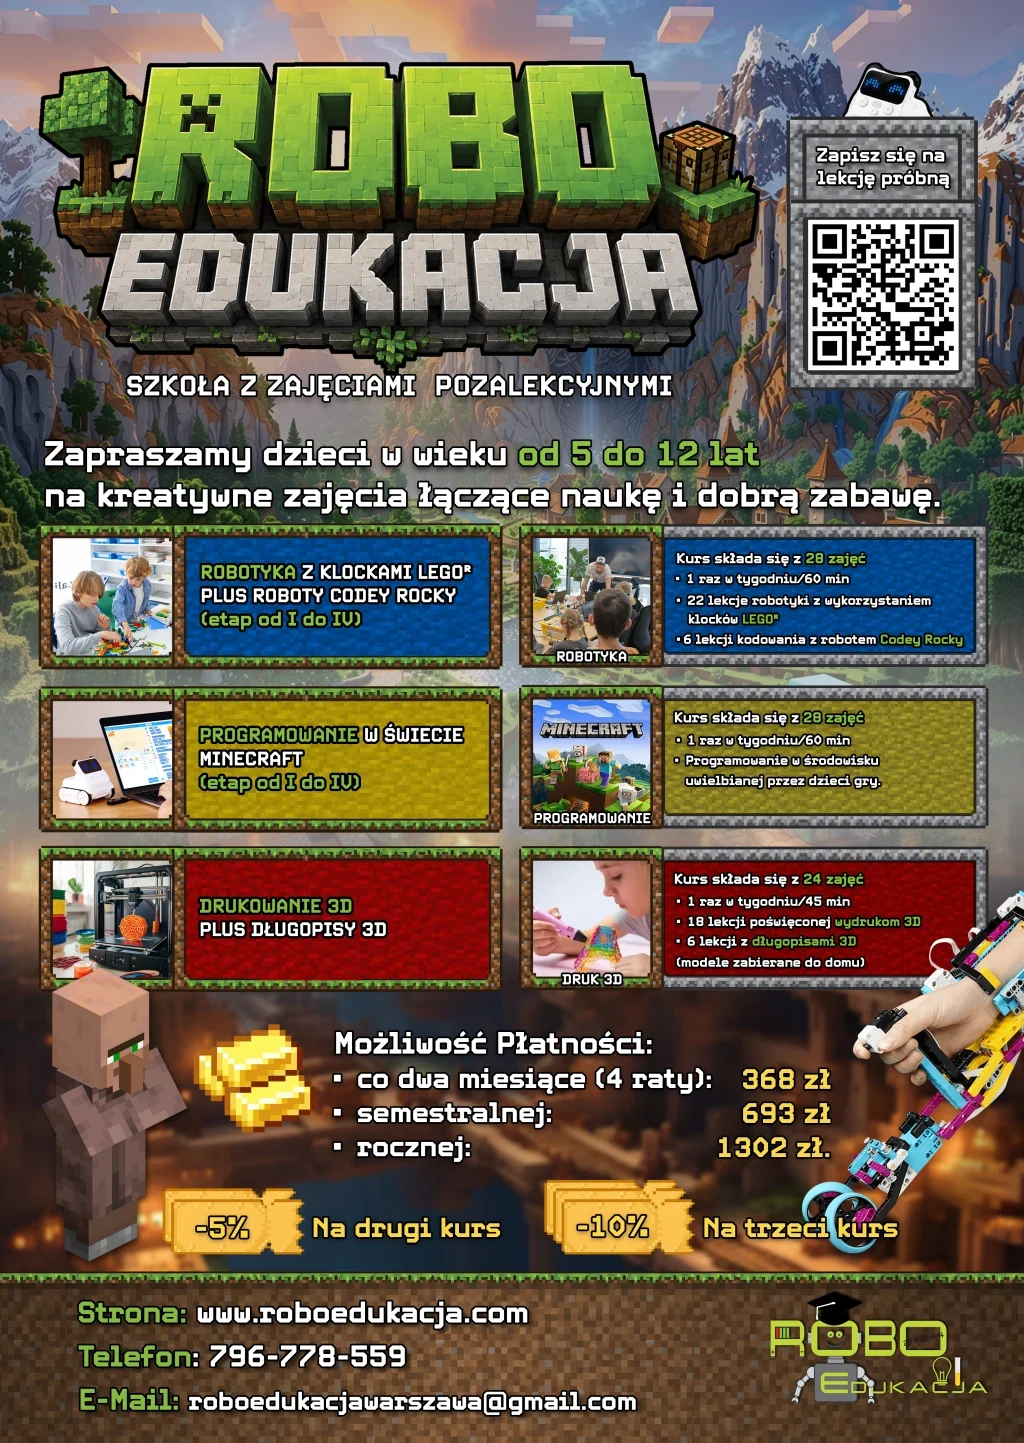 ROBO
EDUKACJA
SZKOŁA Z ZAJĘCIAMI POZALEKCYJNYMI
Zapisz się na
lekcję próbną
Zapraszamy dzieci w wieku od 5 do 12 lat
na kreatywne zajęcia łączące naukę i dobrą zabawę.
ROBOTYKA Z KLOCKAMI LEGO®
PLUS ROBOTY CODEY ROCKY
(etap od I do IV)
ROBOTYKA
Kurs składa się z 28 zajęć
• 1 raz w tygodniu/60 min
• 22 lekcje robotyki z wykorzystaniem
klocków LEGO®
• 6 lekcji kodowania z robotem Codey Rocky
PROGRAMOWANIE W ŚWIECIE
MINECRAFT
(etap od I do IV)
MINECRAFT
PROGRAMOWANIE
Kurs składa się z 28 zajęć
• 1 raz w tygodniu/60 min
• Programowanie w środowisku
uwielbianej przez dzieci gry.
DRUKOWANIE 3D
PLUS DŁUGOPISY 3D
DRUK 3D
Kurs składa się z 24 zajęć
• 1 raz w tygodniu/45 min
• 18 lekcji poświęconej wydrukom 3D
• 6 lekcji z długopisami 3D
(modele zabierane do domu)
Możliwość Płatności:
• co dwa miesiące (4 raty): 368 zł
• semestralnej: 693 zł
• rocznej: 1302 zł.
-5% Na drugi kurs
-10% Na trzeci kurs
Strona: www.roboedukacja.com
Telefon: 796-778-559
E-Mail: roboedukacjawarszawa@gmail.com
ROBO
EDUKACJA